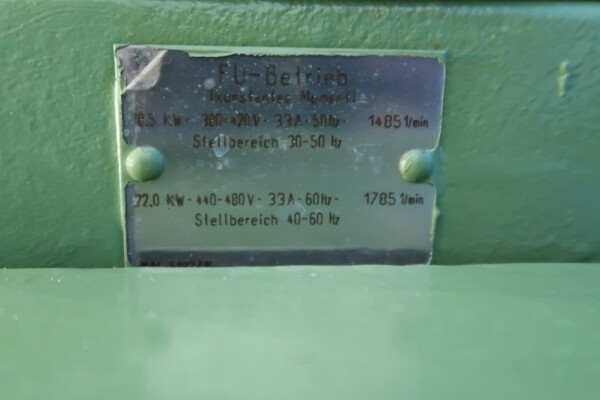 FU-Betrieb
(konstantes Moment)
18.5 KW - 380-420V - 33A - 50Hz - 1485 1/min
Stellbereich 30-50 Hz
22.0 KW - 440-480V - 33A - 60Hz - 1785 1/min
Stellbereich 40-60 Hz